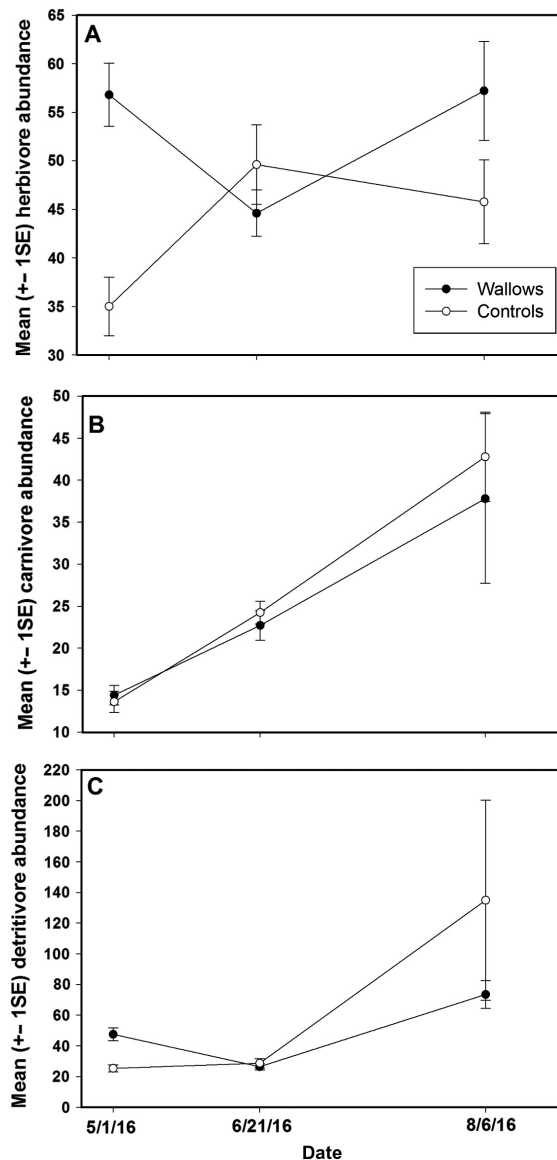 A
Mean (+− 1SE) herbivore abundance
65
60
55
50
45
40
35
30
Wallows
Controls
B
Mean (+− 1SE) carnivore abundance
50
45
40
35
30
25
20
15
10
C
Mean (+− 1SE) detritivore abundance
220
200
180
160
140
120
100
80
60
40
20
0
5/1/16 6/21/16 8/6/16
Date